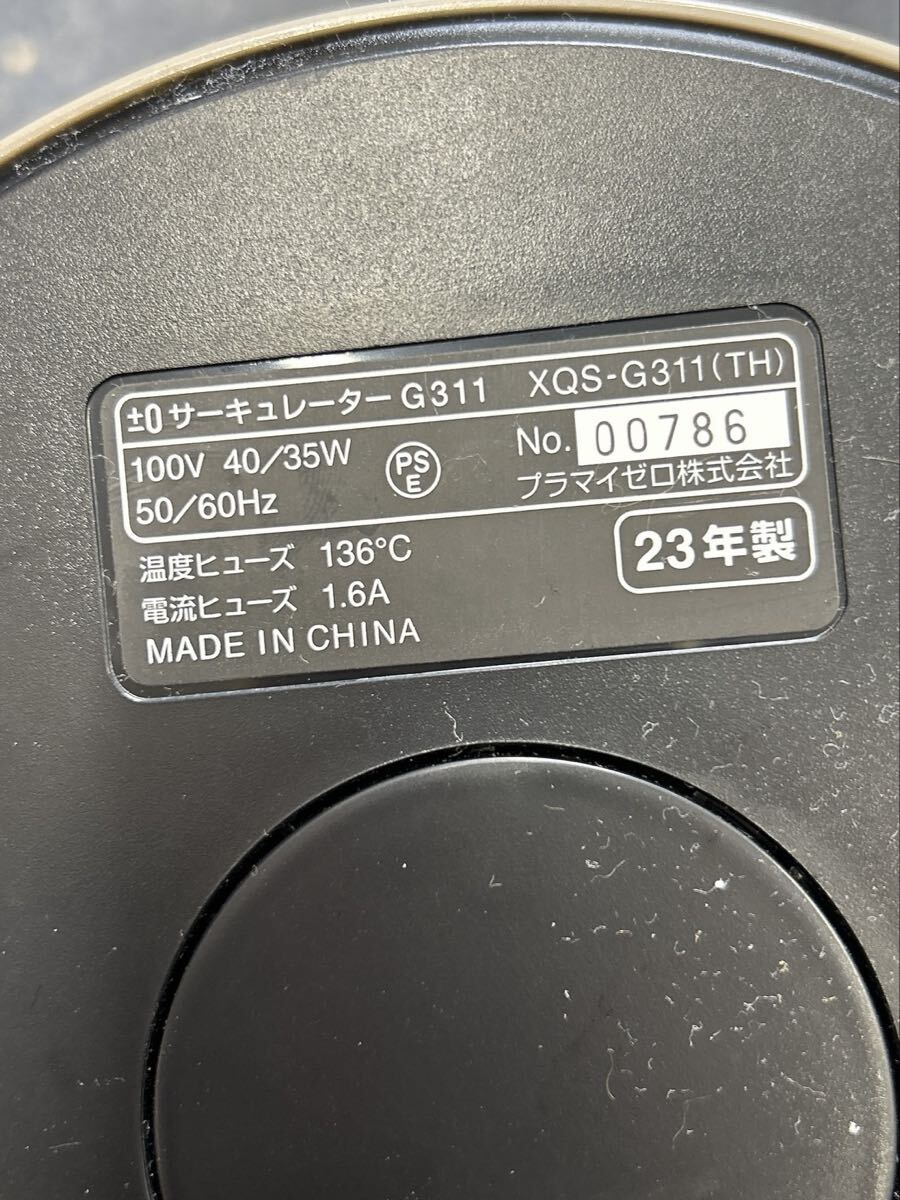 ±0 サーキュレーター G311 XQS-G311(TH)
100V 40/35W
50/60Hz
PS
E
No. 00786
プラマイゼロ株式会社
温度ヒューズ 136°C
電流ヒューズ 1.6A
MADE IN CHINA
23年製